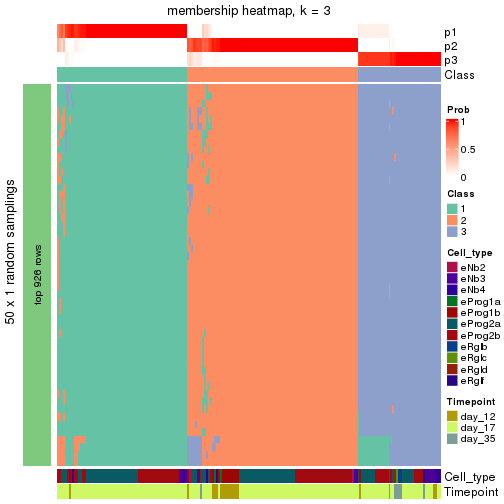 membership heatmap, k = 3
p1
p2
p3
Class
50 x 1 random samplings
top 926 rows
Prob
1
0.5
0
Class
1
2
3
Cell_type
eNb2
eNb3
eNb4
eProg1a
eProg1b
eProg2a
eProg2b
eRglb
eRglc
eRgld
eRglf
Timepoint
day_12
day_17
day_35
Cell_type
Timepoint